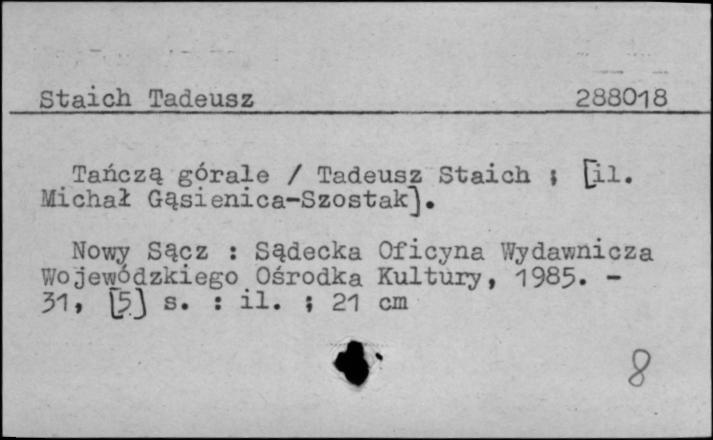 Staich Tadeusz 288018
Tańczą górale / Tadeusz Staich ; [il.
Michał Gąsienica-Szostak].
Nowy Sącz : Sądecka Oficyna Wydawnicza
Wojewódzkiego Ośrodka Kultury, 1985. -
31, [5] s. : il. ; 21 cm
8